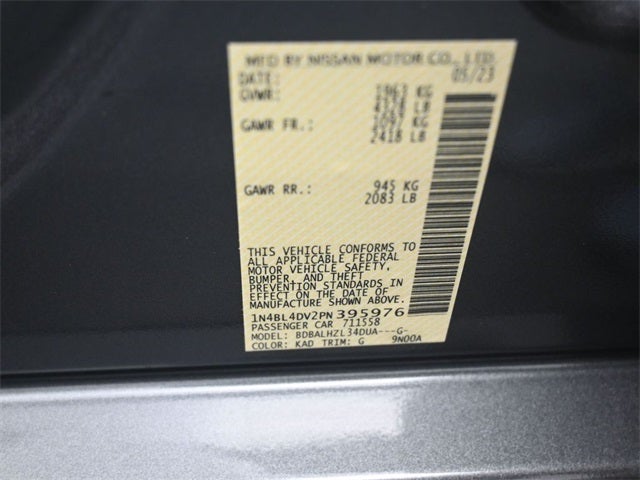 MFD BY NISSAN MOTOR CO., LTD.
DATE: 05/23
GVWR: 1963 KG
4328 LB
GAWR FR.: 1097 KG
2418 LB
GAWR RR.: 945 KG
2083 LB
THIS VEHICLE CONFORMS TO
ALL APPLICABLE FEDERAL
MOTOR VEHICLE SAFETY,
BUMPER, AND THEFT
PREVENTION STANDARDS
IN EFFECT ON THE DATE OF
MANUFACTURE SHOWN ABOVE.
1N4BL4DV2PN395976
PASSENGER CAR 711558
MODEL: BDBALHZL34DUA---G-
COLOR: KAD TRIM: G 9N00A